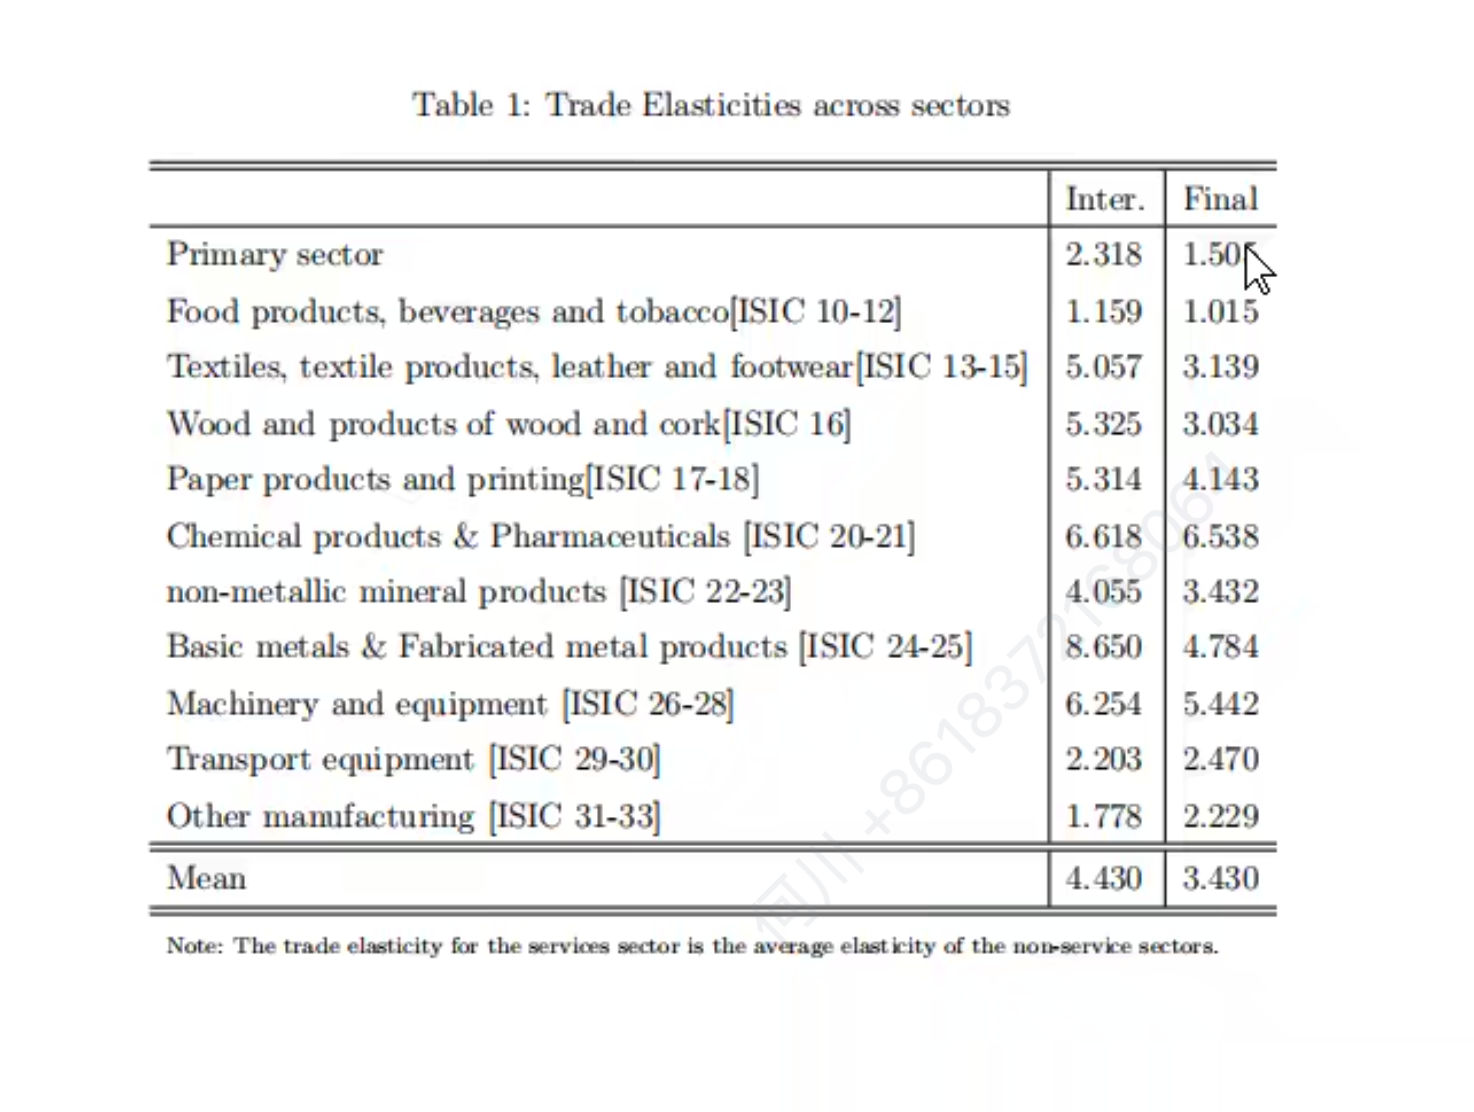 Table 1: Trade Elasticities across sectors
Inter. Final
Primary sector 2.318
Food products, beverages and tobacco[ISIC 10-12] 1.159 1.015
Textiles, textile products, leather and footwear[ISIC 13-15] 5.057 3.139
Wood and products of wood and cork[ISIC 16] 5.325 3.034
Paper products and printing[ISIC 17-18] 5.314 4.143
Chemical products & Pharmaceuticals [ISIC 20-21] 6.618 6.538
non-metallic mineral products [ISIC 22-23] 4.055 3.432
Basic metals & Fabricated metal products [ISIC 24-25] 8.650 4.784
Machinery and equipment [ISIC 26-28] 6.254 5.442
Transport equipment [ISIC 29-30] 2.203 2.470
Other manufacturing [ISIC 31-33] 1.778 2.229
Mean 4.430 3.430
Note: The trade elasticity for the services sector is the average elasticity of the non-service sectors.
何川 +8618372168064